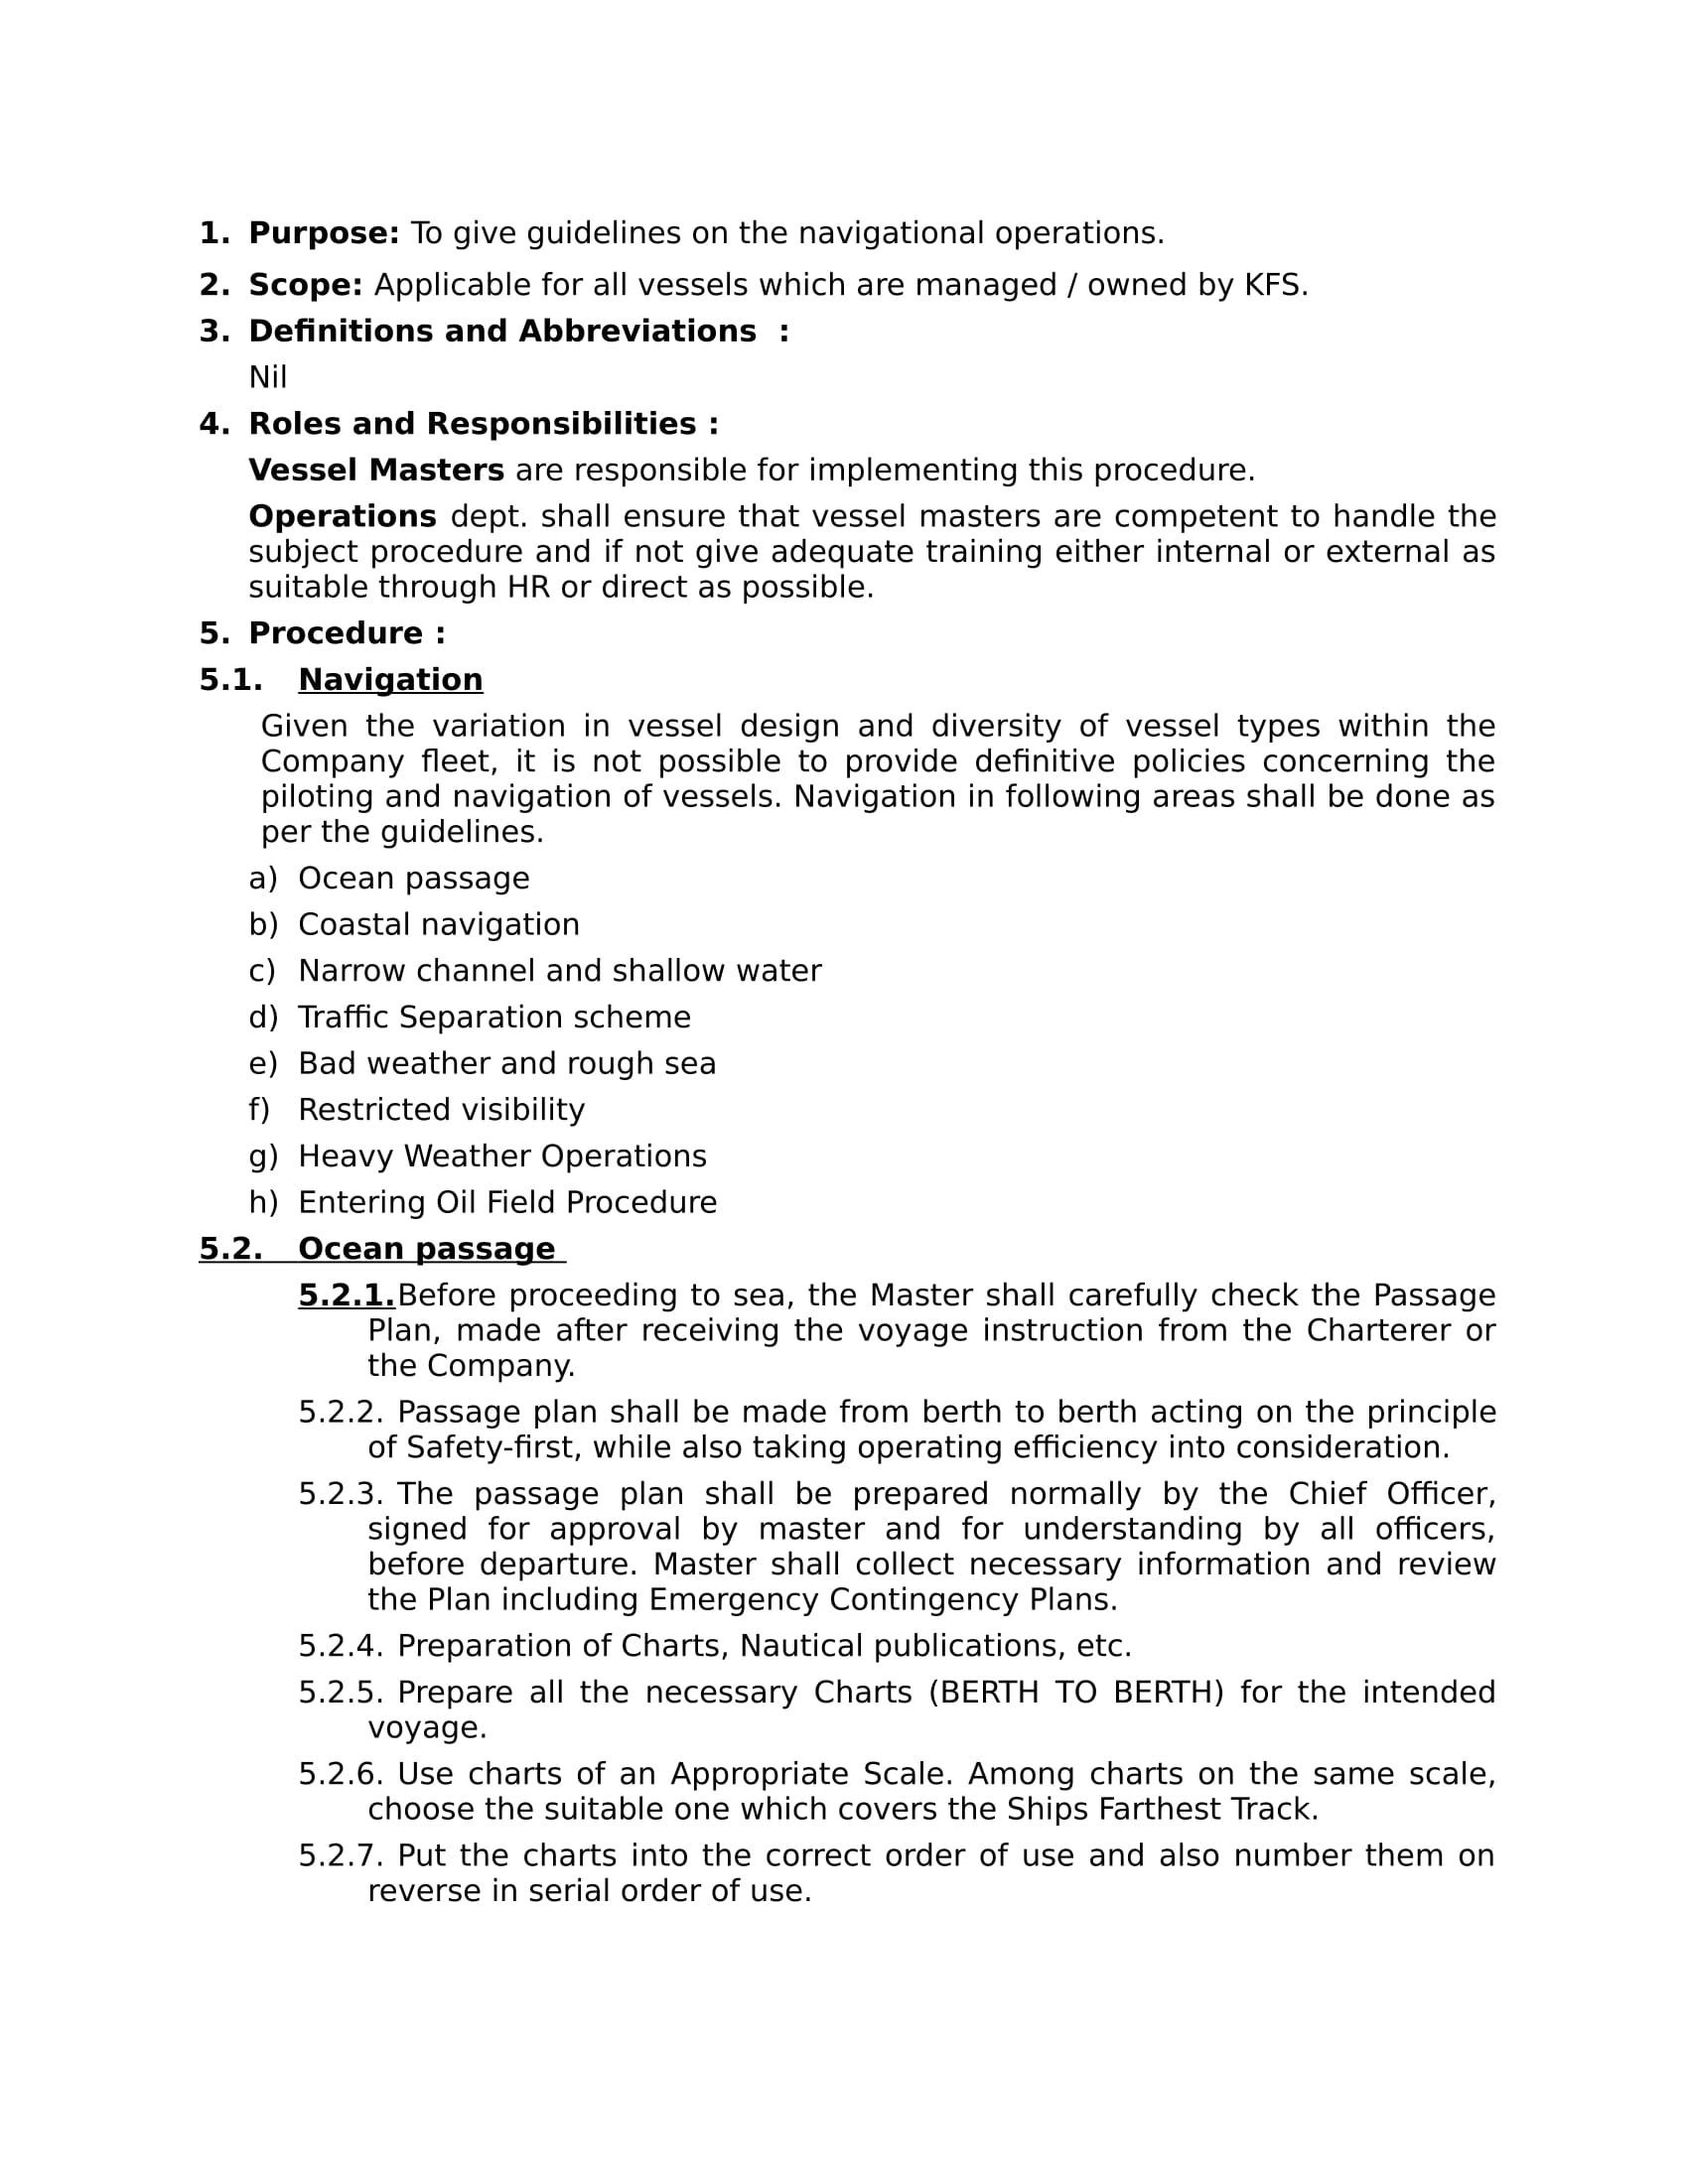 1. Purpose: To give guidelines on the navigational operations.
2. Scope: Applicable for all vessels which are managed / owned by KFS.
3. Definitions and Abbreviations :
Nil
4. Roles and Responsibilities :
Vessel Masters are responsible for implementing this procedure.
Operations dept. shall ensure that vessel masters are competent to handle the
subject procedure and if not give adequate training either internal or external as
suitable through HR or direct as possible.
5. Procedure :
5.1. Navigation
Given the variation in vessel design and diversity of vessel types within the
Company fleet, it is not possible to provide definitive policies concerning the
piloting and navigation of vessels. Navigation in following areas shall be done as
per the guidelines.
a) Ocean passage
b) Coastal navigation
c) Narrow channel and shallow water
d) Traffic Separation scheme
e) Bad weather and rough sea
f) Restricted visibility
g) Heavy Weather Operations
h) Entering Oil Field Procedure
5.2. Ocean passage
5.2.1. Before proceeding to sea, the Master shall carefully check the Passage
Plan, made after receiving the voyage instruction from the Charterer or
the Company.
5.2.2. Passage plan shall be made from berth to berth acting on the principle
of Safety-first, while also taking operating efficiency into consideration.
5.2.3. The passage plan shall be prepared normally by the Chief Officer,
signed for approval by master and for understanding by all officers,
before departure. Master shall collect necessary information and review
the Plan including Emergency Contingency Plans.
5.2.4. Preparation of Charts, Nautical publications, etc.
5.2.5. Prepare all the necessary Charts (BERTH TO BERTH) for the intended
voyage.
5.2.6. Use charts of an Appropriate Scale. Among charts on the same scale,
choose the suitable one which covers the Ships Farthest Track.
5.2.7. Put the charts into the correct order of use and also number them on
reverse in serial order of use.